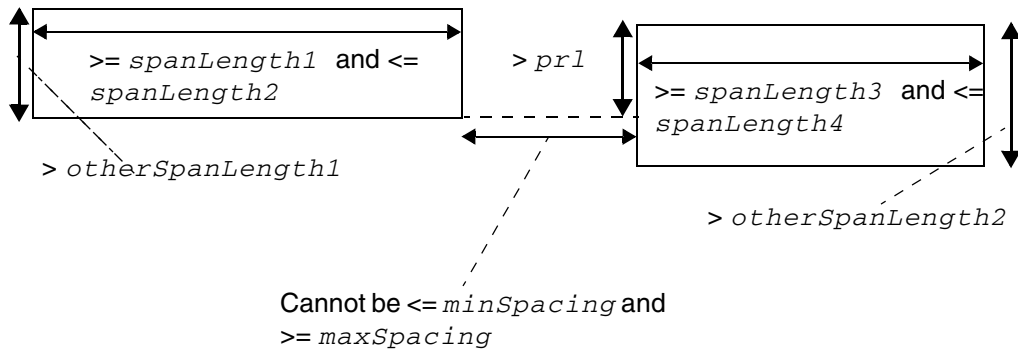 >= spanLength1 and <=
spanLength2
> prl
>= spanLength3 and <=
spanLength4
> otherSpanLength1
> otherSpanLength2
Cannot be <= minSpacing and
>= maxSpacing